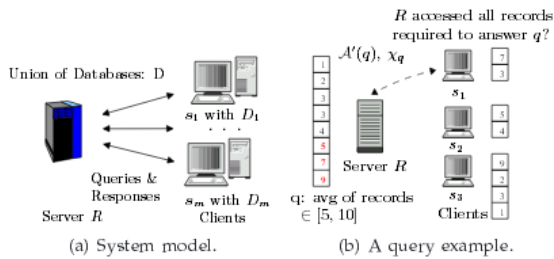 Union of Databases: D
s1 with D1
. . .
sm with Dm
Clients
Queries &
Responses
Server R
(a) System model.
R accessed all records
required to answer q?
A′(q), χq
1
2
3
3
4
5
7
9
Server R
q: avg of records
∈ [5, 10]
7
3
s1
5
4
s2
9
2
3
1
s3
Clients
(b) A query example.